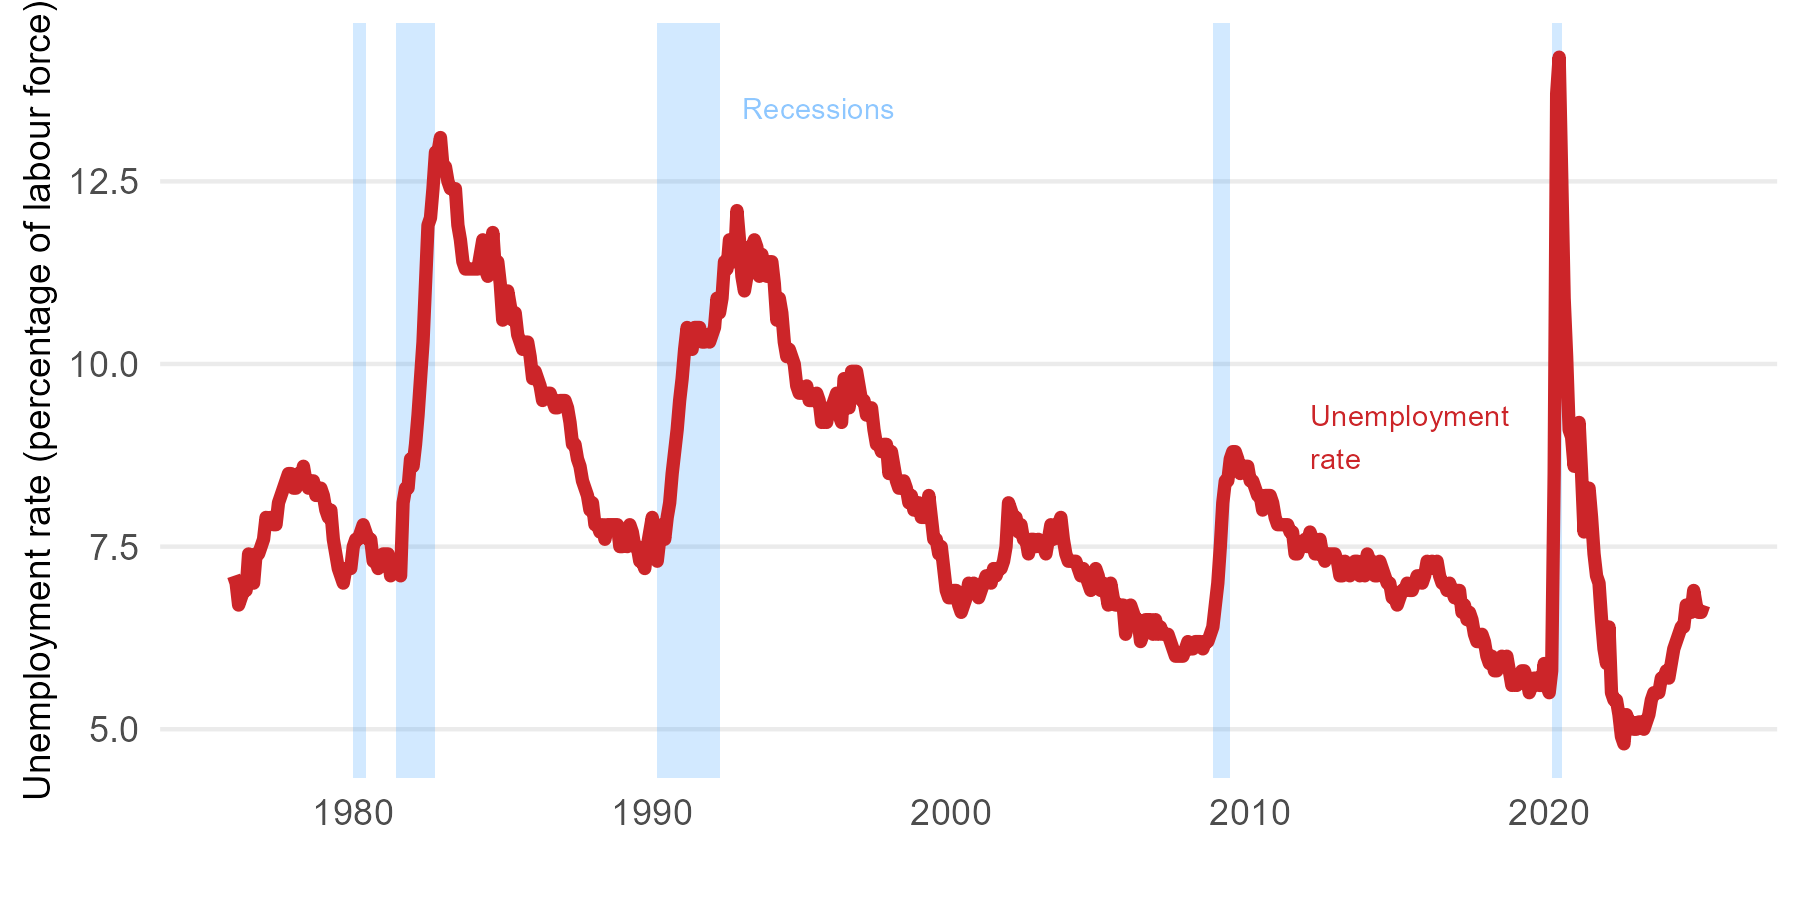 Unemployment rate (percentage of labour force)
Recessions
12.5
10.0
Unemployment
rate
7.5
5.0
1980 1990 2000 2010 2020